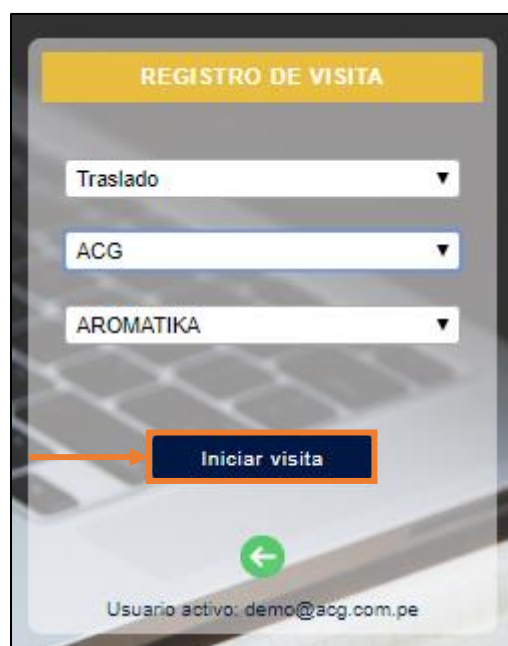 REGISTRO DE VISITA
Traslado
ACG
AROMATIKA
Iniciar visita
Usuario activo: demo@acg.com.pe